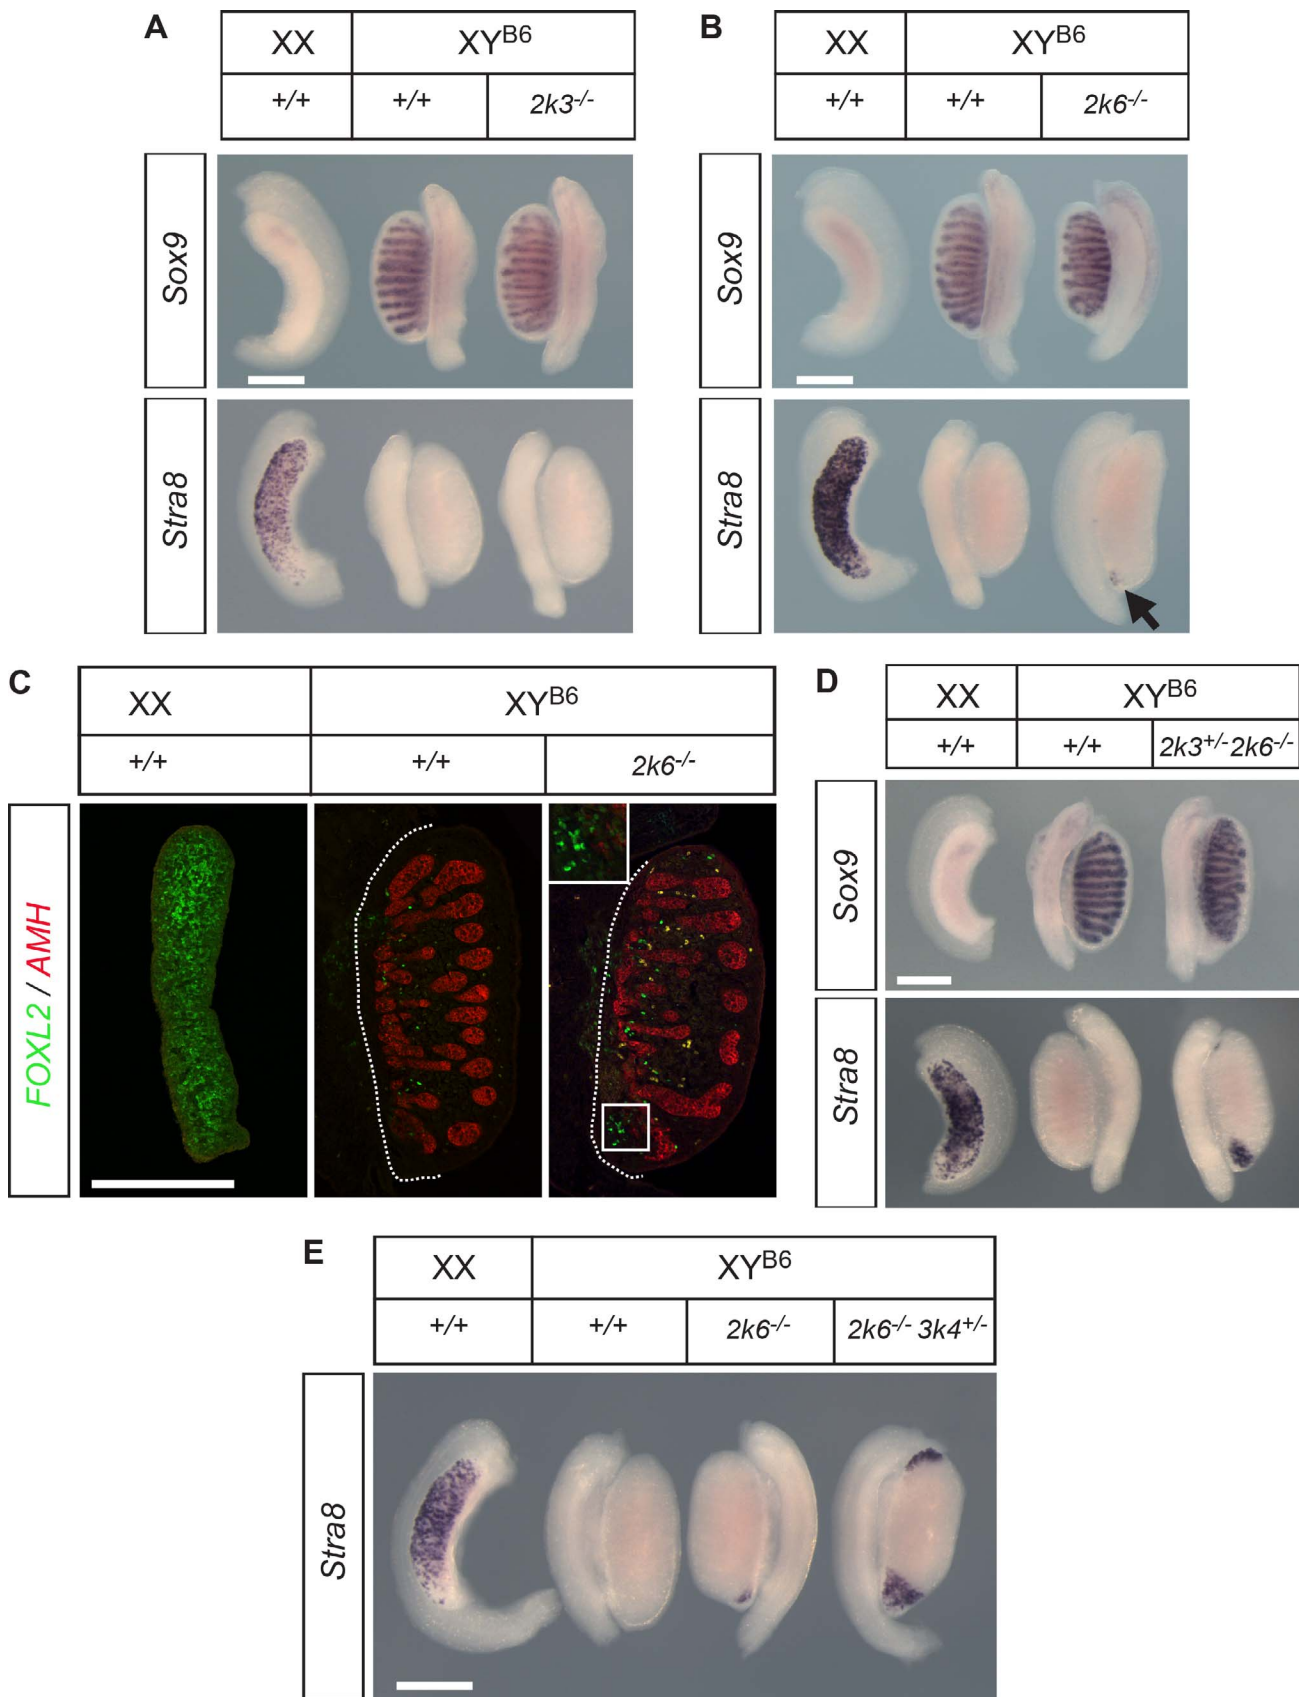 A
XX XY^B6
+/+ +/+ 2k3^-/-
Sox9
Stra8
B
XX XY^B6
+/+ +/+ 2k6^-/-
Sox9
Stra8
C
XX XY^B6
+/+ +/+ 2k6^-/-
FOXL2 / AMH
D
XX XY^B6
+/+ +/+ 2k3^+/- 2k6^-/-
Sox9
Stra8
E
XX XY^B6
+/+ +/+ 2k6^-/- 2k6^-/- 3k4^+/-
Stra8